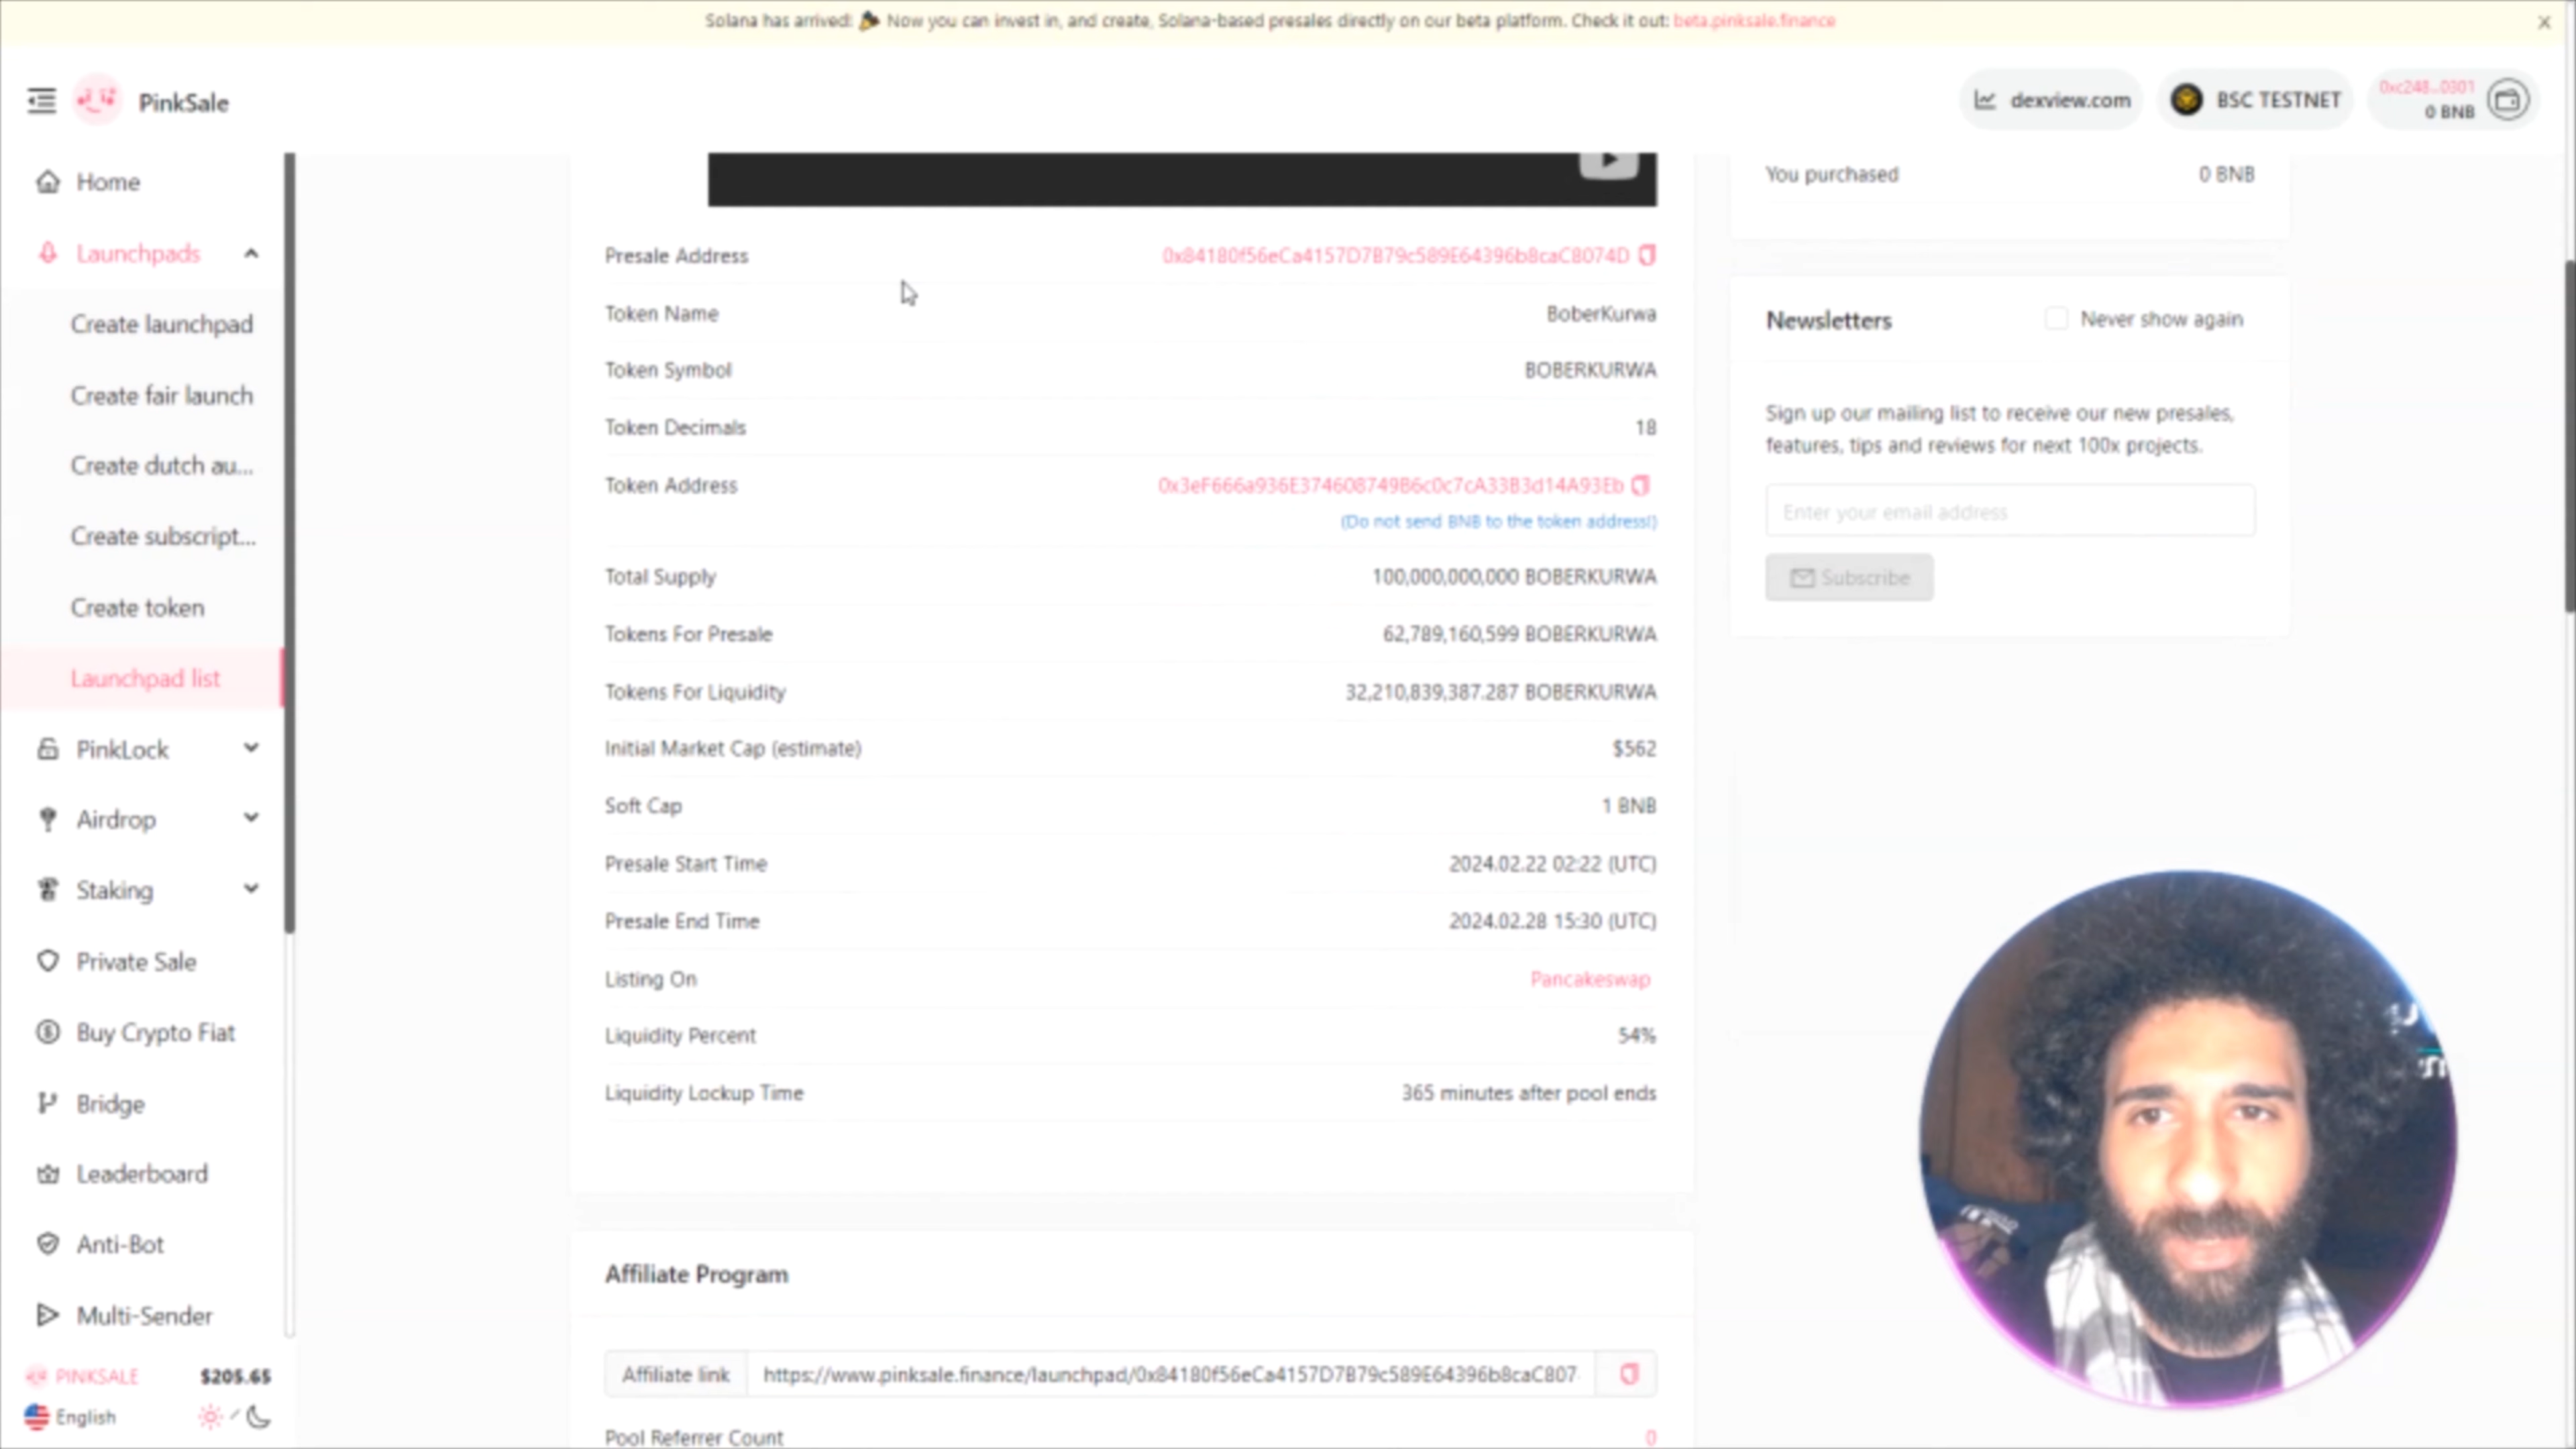 Solana has arrived: Now you can invest in, and create, Solana-based presales directly on our beta platform. Check it out: beta.pinksale.finance
PinkSale
dexview.com
BSC TESTNET
0xc248...0301
0 BNB
Home
Launchpads
Create launchpad
Create fair launch
Create dutch au...
Create subscript...
Create token
Launchpad list
PinkLock
Airdrop
Staking
Private Sale
Buy Crypto Fiat
Bridge
Leaderboard
Anti-Bot
Multi-Sender
PINKSALE $205.65
English
Presale Address 0x84180f56eCa4157D7B79c589E64396b8caC8074D
Token Name BoberKurwa
Token Symbol BOBERKURWA
Token Decimals 18
Token Address 0x3eF666a936E37460874986c0c7cA33B3d14A93Eb
(Do not send BNB to the token address!)
Total Supply 100,000,000,000 BOBERKURWA
Tokens For Presale 62,789,160,599 BOBERKURWA
Tokens For Liquidity 32,210,839,387.287 BOBERKURWA
Initial Market Cap (estimate) $562
Soft Cap 1 BNB
Presale Start Time 2024.02.22 02:22 (UTC)
Presale End Time 2024.02.28 15:30 (UTC)
Listing On Pancakeswap
Liquidity Percent 54%
Liquidity Lockup Time 365 minutes after pool ends
Affiliate Program
Affiliate link https://www.pinksale.finance/launchpad/0x84180f56eCa4157D7B79c589E64396b8caC807
Pool Referrer Count 0
You purchased 0 BNB
Newsletters Never show again
Sign up our mailing list to receive our new presales,
features, tips and reviews for next 100x projects.
Enter your email address
Subscribe